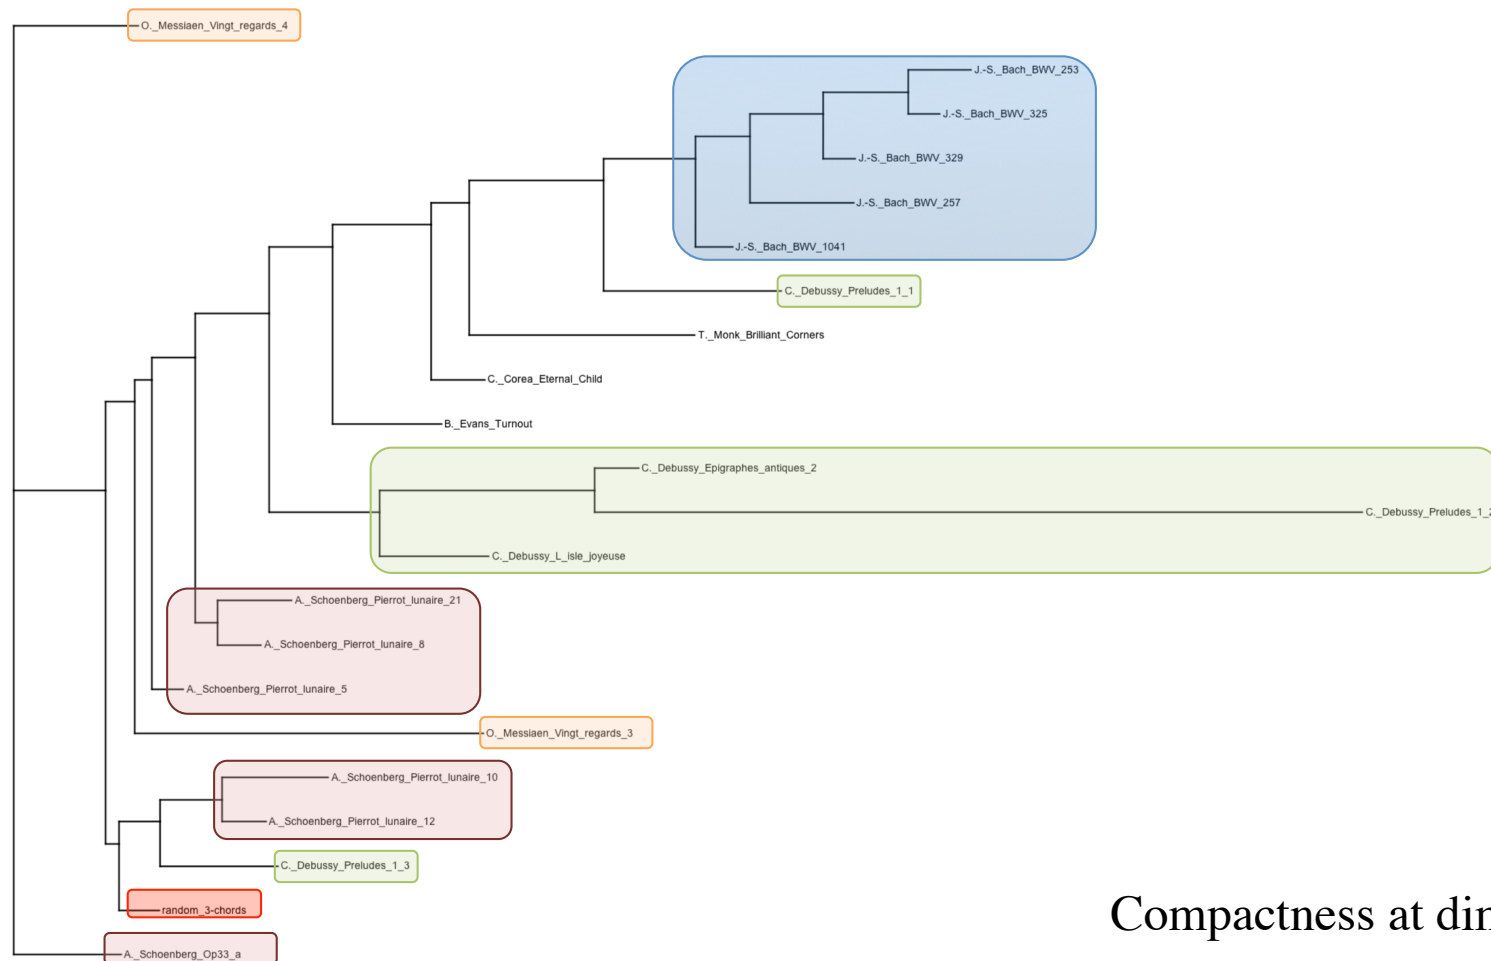 O._Messiaen_Vingt_regards_4
J.-S._Bach_BWV_253
J.-S._Bach_BWV_325
J.-S._Bach_BWV_329
J.-S._Bach_BWV_257
J.-S._Bach_BWV_1041
C._Debussy_Preludes_1_1
T._Monk_Brilliant_Corners
C._Corea_Eternal_Child
B._Evans_Turnout
C._Debussy_Epigraphes_antiques_2
C._Debussy_Preludes_1_2
C._Debussy_L_isle_joyeuse
A._Schoenberg_Pierrot_lunaire_21
A._Schoenberg_Pierrot_lunaire_8
A._Schoenberg_Pierrot_lunaire_5
O._Messiaen_Vingt_regards_3
A._Schoenberg_Pierrot_lunaire_10
A._Schoenberg_Pierrot_lunaire_12
C._Debussy_Preludes_1_3
random_3-chords
Compactness at
A._Schoenberg_Op33_a